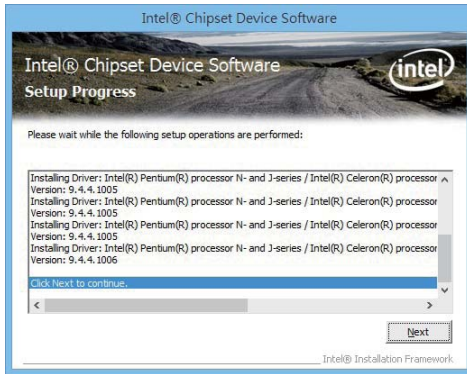 Intel® Chipset Device Software
Intel® Chipset Device Software
intel
Setup Progress
Please wait while the following setup operations are performed:
Installing Driver: Intel(R) Pentium(R) processor N- and J-series / Intel(R) Celeron(R) processor
Version: 9.4.4.1005
Installing Driver: Intel(R) Pentium(R) processor N- and J-series / Intel(R) Celeron(R) processor
Version: 9.4.4.1005
Installing Driver: Intel(R) Pentium(R) processor N- and J-series / Intel(R) Celeron(R) processor
Version: 9.4.4.1005
Installing Driver: Intel(R) Pentium(R) processor N- and J-series / Intel(R) Celeron(R) processor
Version: 9.4.4.1006
Click Next to continue.
Next
Intel® Installation Framework